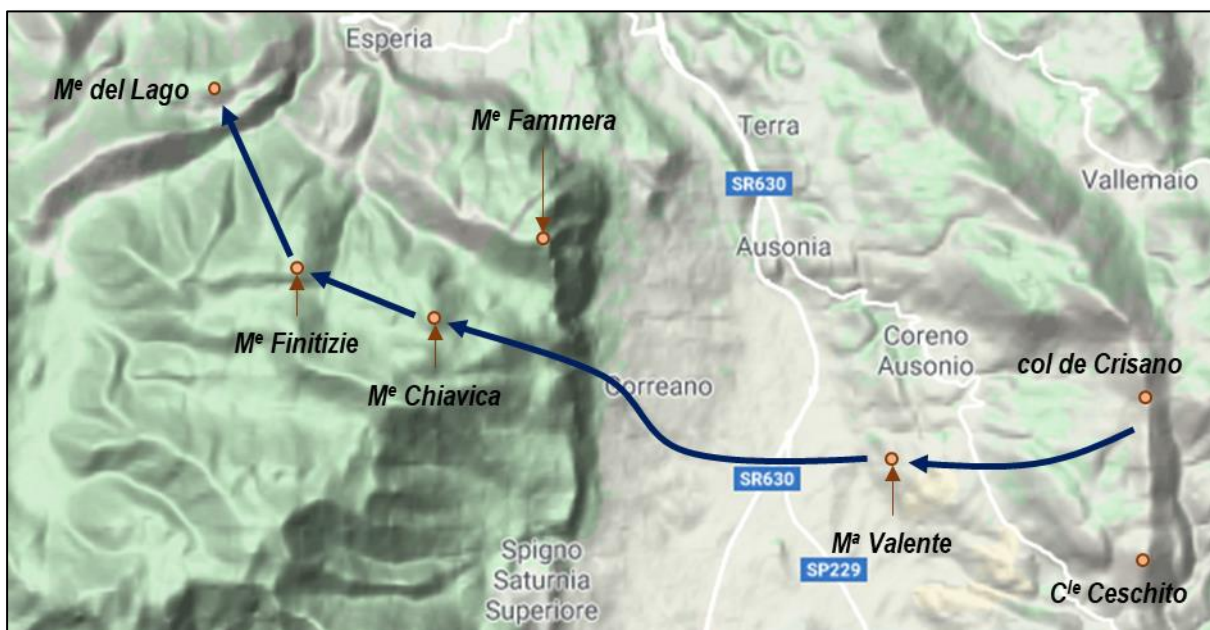 Esperia
Mᵉ del Lago
Mᵉ Fammera
Terra
SR630
Vallemaio
Ausonia
Mᵉ Finitizie
Coreno
Ausonio
col de Crisano
Mᵉ Chiavica
Correano
SR630
Mᵃ Valente
Spigno
Saturnia
Superiore
SP229
Cˡᵉ Ceschito